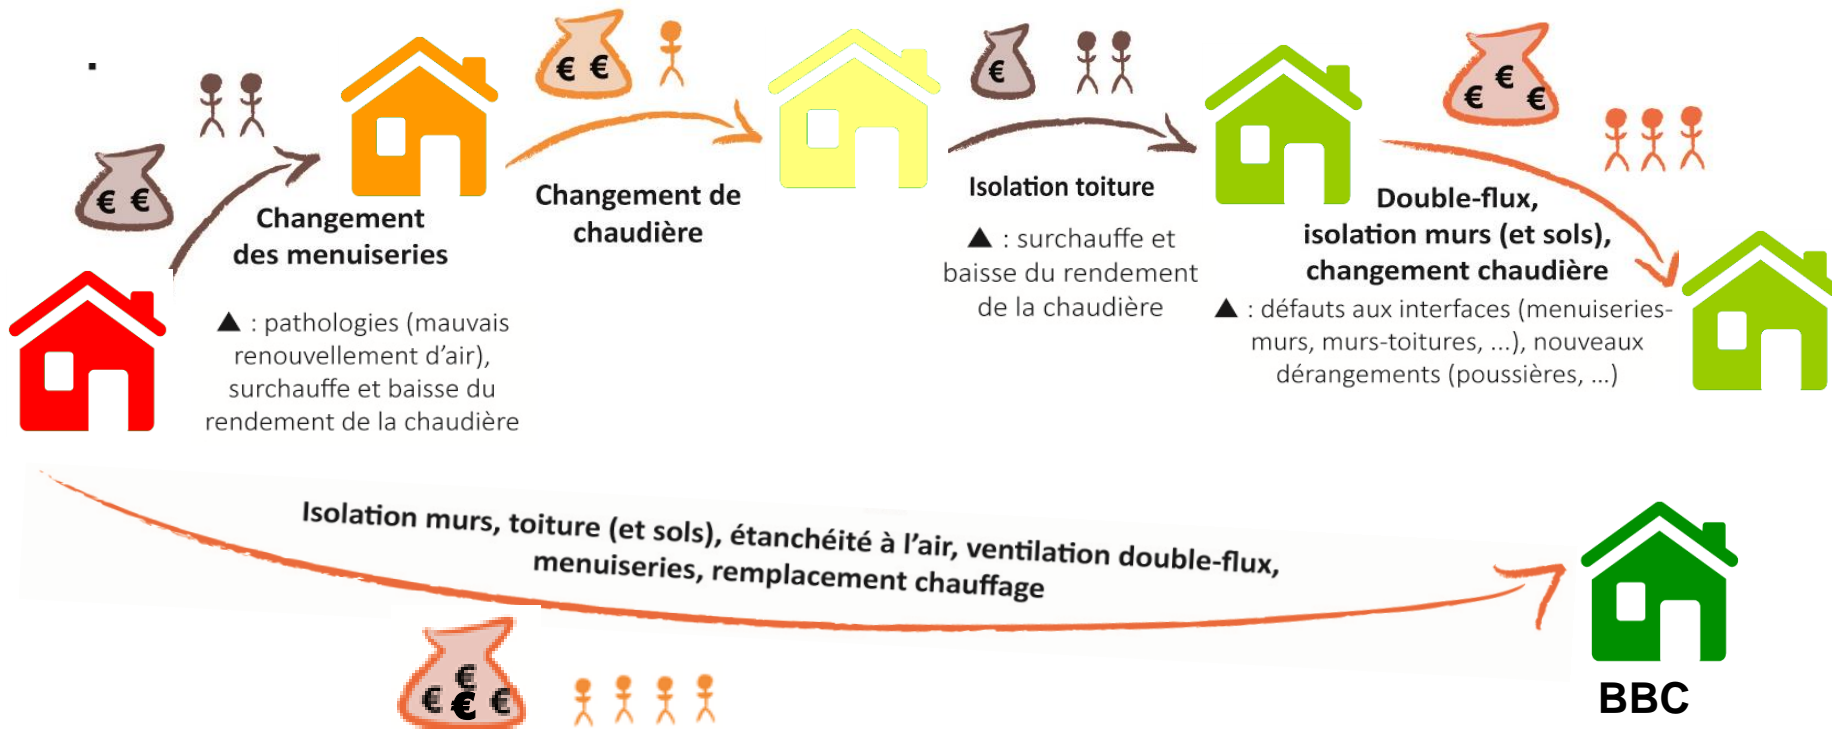 .
€ €
Changement
des menuiseries
▲ : pathologies (mauvais
renouvellement d'air),
surchauffe et baisse du
rendement de la chaudière
€ €
Changement de
chaudière
€
Isolation toiture
▲ : surchauffe et
baisse du rendement
de la chaudière
€
€ €
Double-flux,
isolation murs (et sols),
changement chaudière
▲ : défauts aux interfaces (menuiseries-
murs, murs-toitures, ...), nouveaux
dérangements (poussières, ...)
Isolation murs, toiture (et sols), étanchéité à l'air, ventilation double-flux,
menuiseries, remplacement chauffage
€
€ € €
BBC